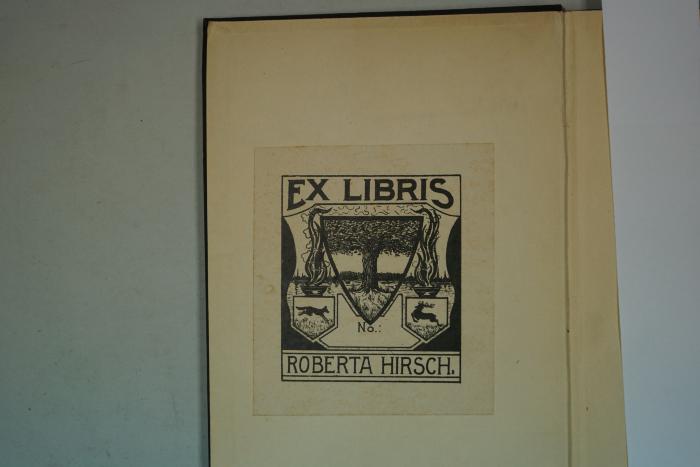 EX LIBRIS
No.:
ROBERTA HIRSCH.